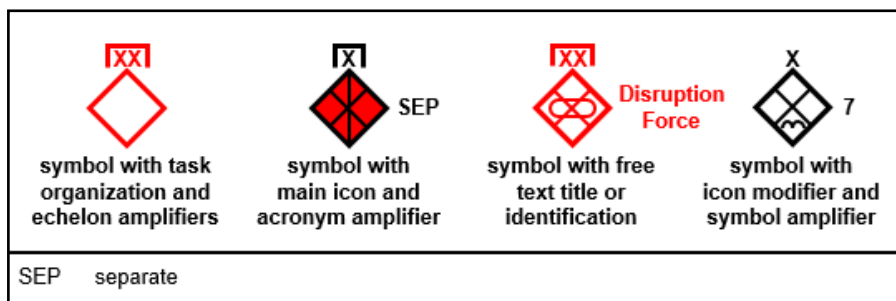 XX
X
XX
X
SEP
Disruption
Force
7
symbol with task
organization and
echelon amplifiers
symbol with
main icon and
acronym amplifier
symbol with free
text title or
identification
symbol with
icon modifier and
symbol amplifier
SEP separate